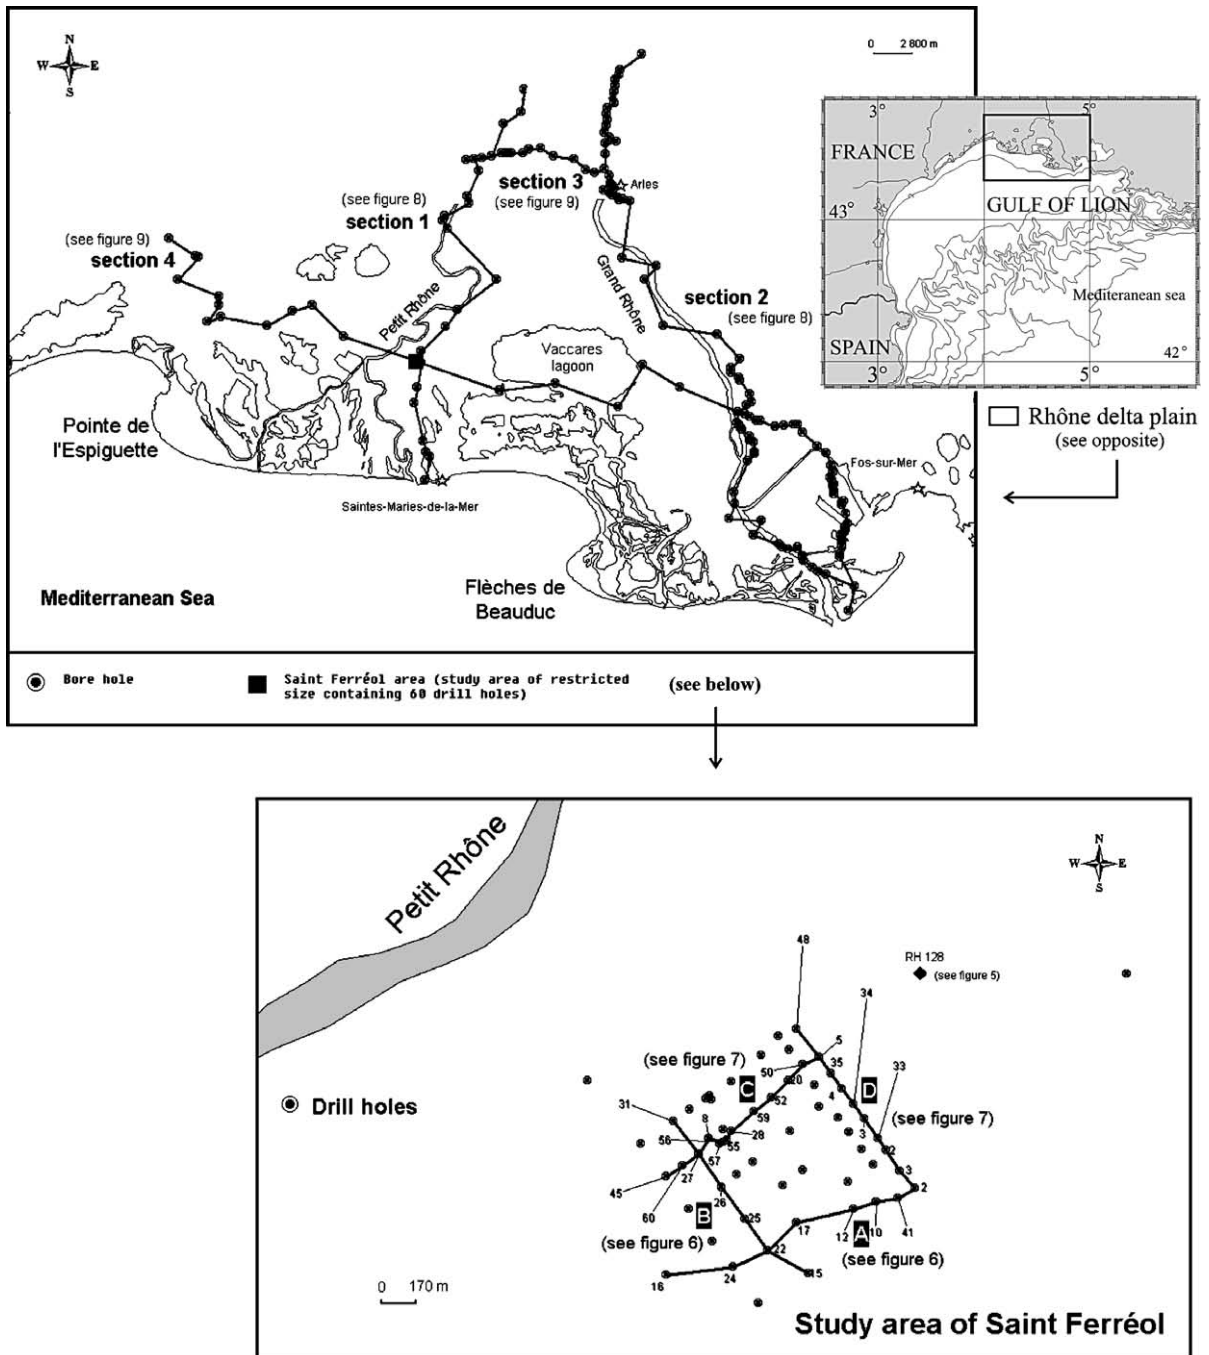 N
W E
S
0 2 800 m
Arles
section 3
(see figure 9)
(see figure 8)
section 1
(see figure 9)
section 4
Petit Rhône
Grand Rhône
section 2
(see figure 8)
Vaccares
lagoon
Pointe de
l'Espiguette
Saintes-Maries-de-la-Mer
Fos-sur-Mer
Flèches de
Beauduc
Mediterranean Sea
Bore hole
Saint Ferréol area (study area of restricted
size containing 60 drill holes)
(see below)
3° 5°
FRANCE
43°
GULF OF LION
Mediteranean sea
SPAIN
42°
3° 5°
Rhône delta plain
(see opposite)
Petit Rhône
N
W E
S
Drill holes
48
RH 128
(see figure 5)
34
5
(see figure 7)
50
35
33
20
C
4
D
31
52
(see figure 7)
59
3
8
28
56
55
2
57
27
3
45
26
2
60
B
25
17
12
10
41
A
(see figure 6)
22
(see figure 6)
16
24
15
0 170 m
Study area of Saint Ferréol